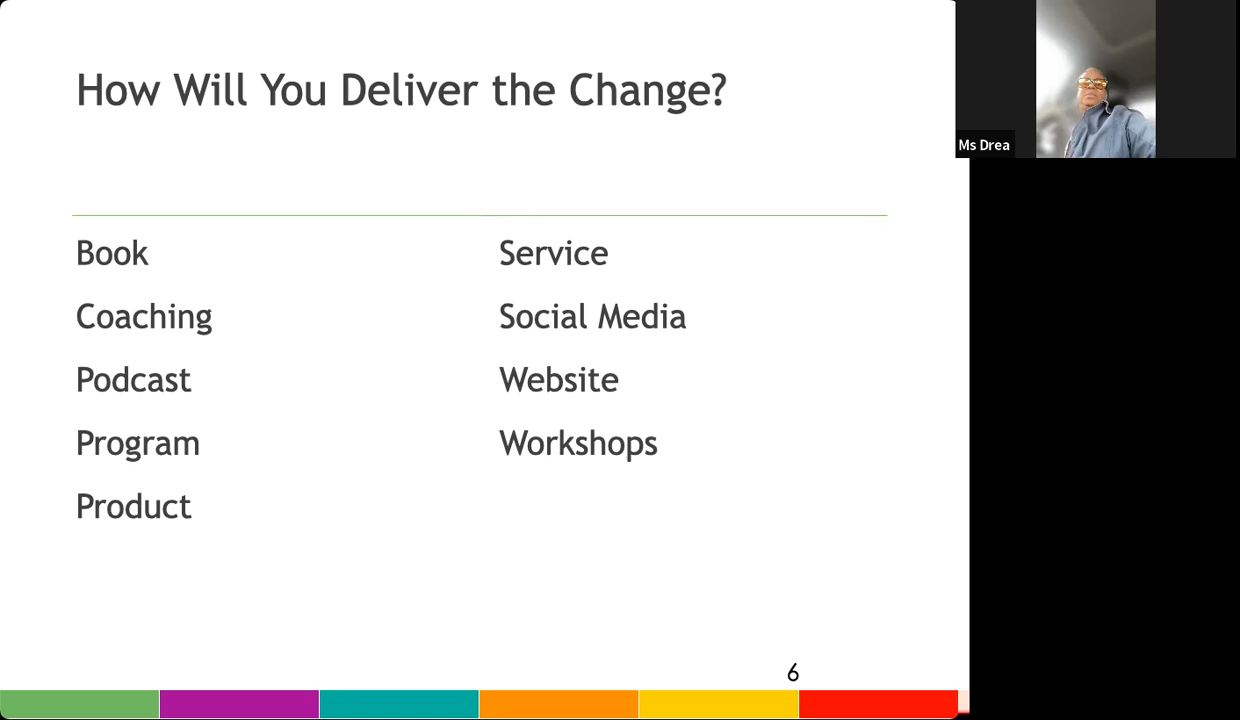 How Will You Deliver the Change?
Ms Drea
Book
Coaching
Podcast
Program
Product
Service
Social Media
Website
Workshops
6